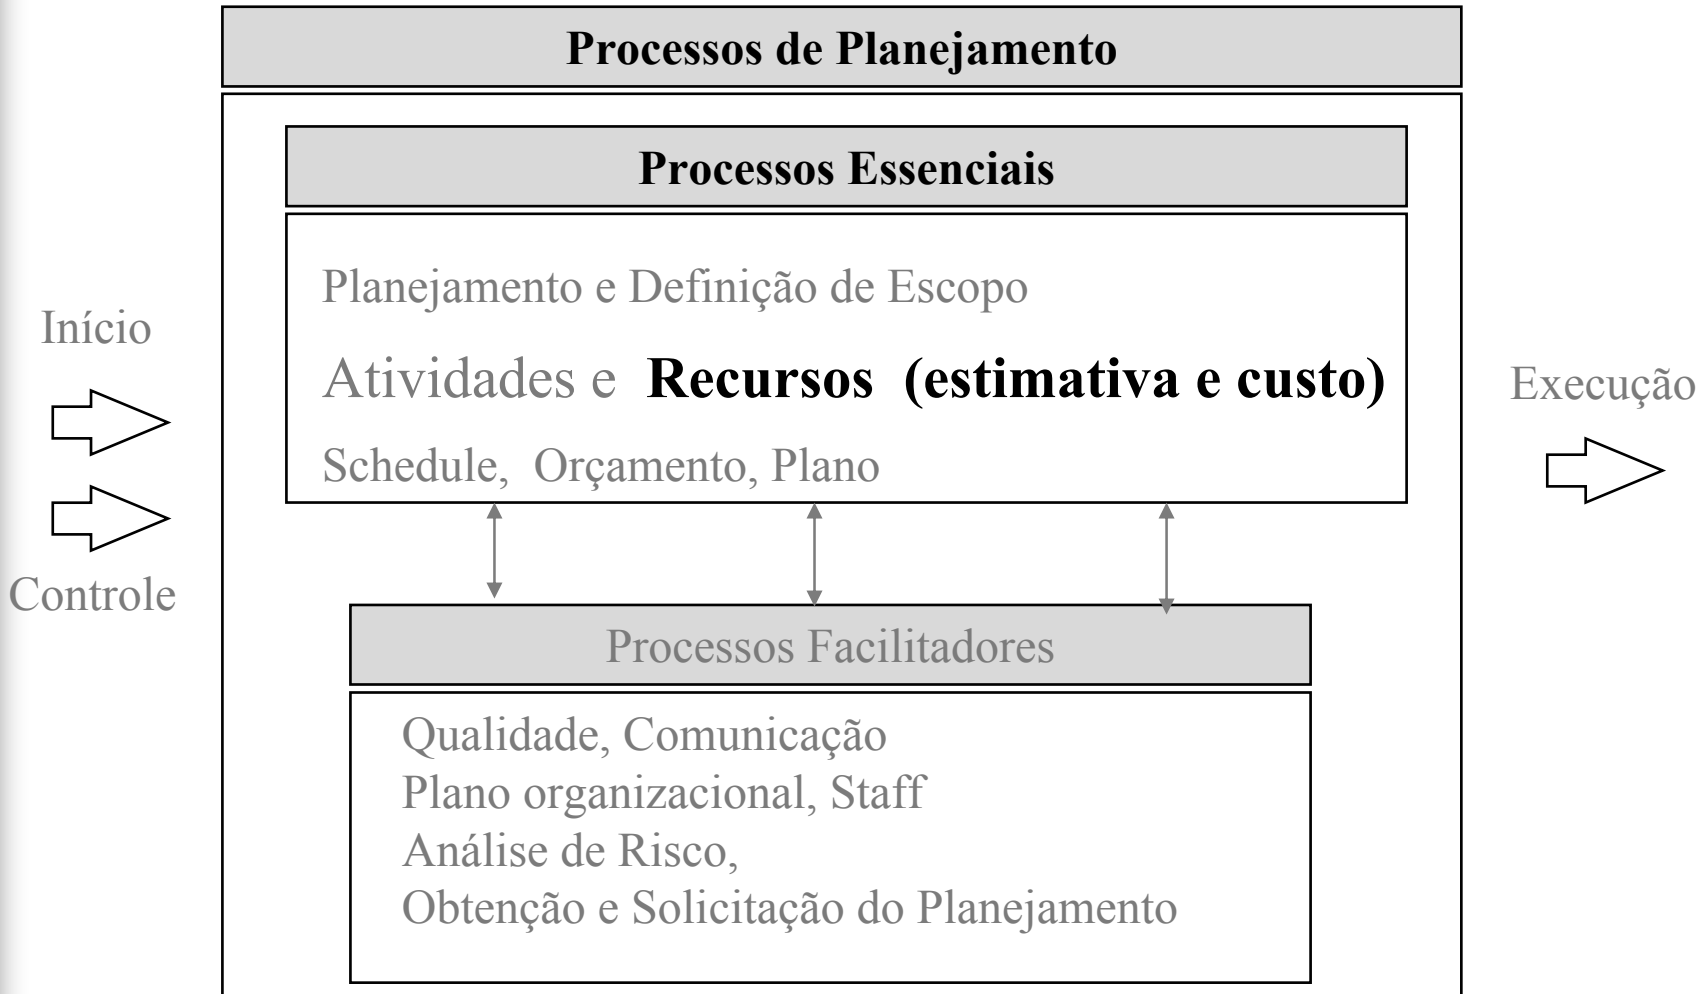 Processos de Planejamento
Processos Essenciais
Planejamento e Definição de Escopo
Início
Atividades e Recursos (estimativa e custo)
Execução
Schedule, Orçamento, Plano
Controle
Processos Facilitadores
Qualidade, Comunicação
Plano organizacional, Staff
Análise de Risco,
Obtenção e Solicitação do Planejamento